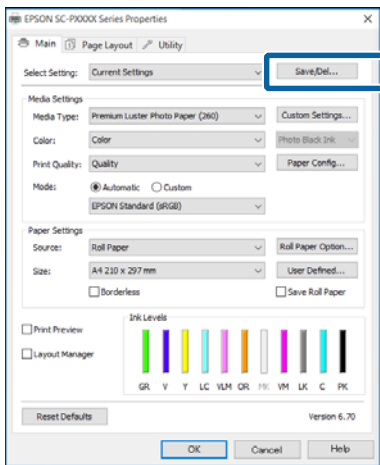 EPSON SC-PXXXX Series Properties
Main Page Layout Utility
Select Setting: Current Settings Save/Del...
Media Settings
Media Type: Premium Luster Photo Paper (260) Custom Settings...
Color: Color Photo Black Ink
Print Quality: Quality Paper Config...
Mode: Automatic Custom
EPSON Standard (sRGB)
Paper Settings
Source: Roll Paper Roll Paper Option...
Size: A4 210 x 297 mm User Defined...
Borderless Save Roll Paper
Ink Levels
Print Preview
Layout Manager
GR V Y LC VLM OR MK VM LK C PK
Reset Defaults Version 6.70
OK Cancel Help